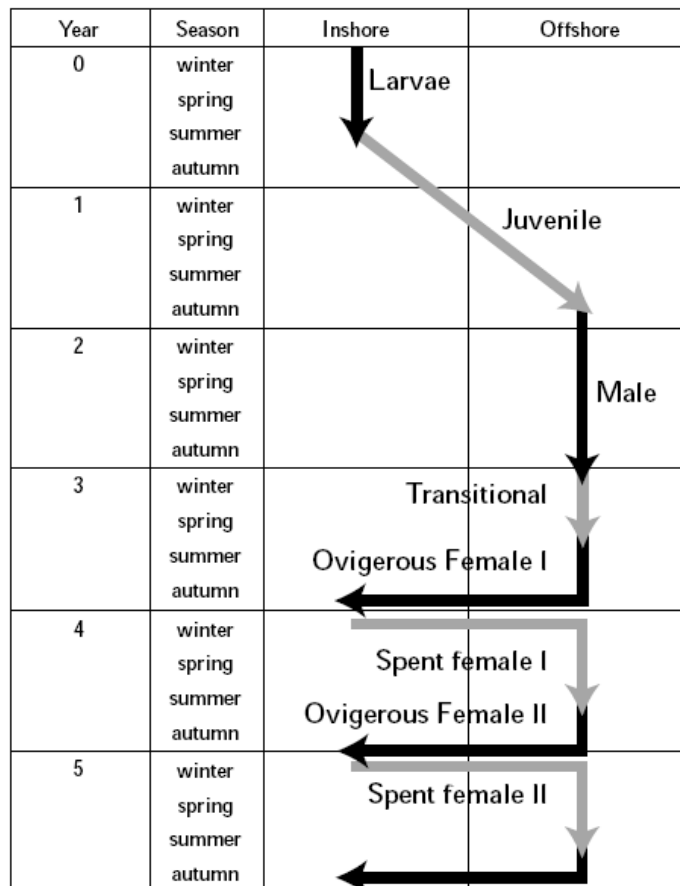 Year Season Inshore Offshore
0 winter
Larvae
spring
summer
autumn
1 winter
Juvenile
spring
summer
autumn
2 winter
spring
Male
summer
autumn
3 winter
Transitional
spring
summer
Ovigerous Female I
autumn
4 winter
spring
Spent female I
summer
Ovigerous Female II
autumn
5 winter
Spent female II
spring
summer
autumn